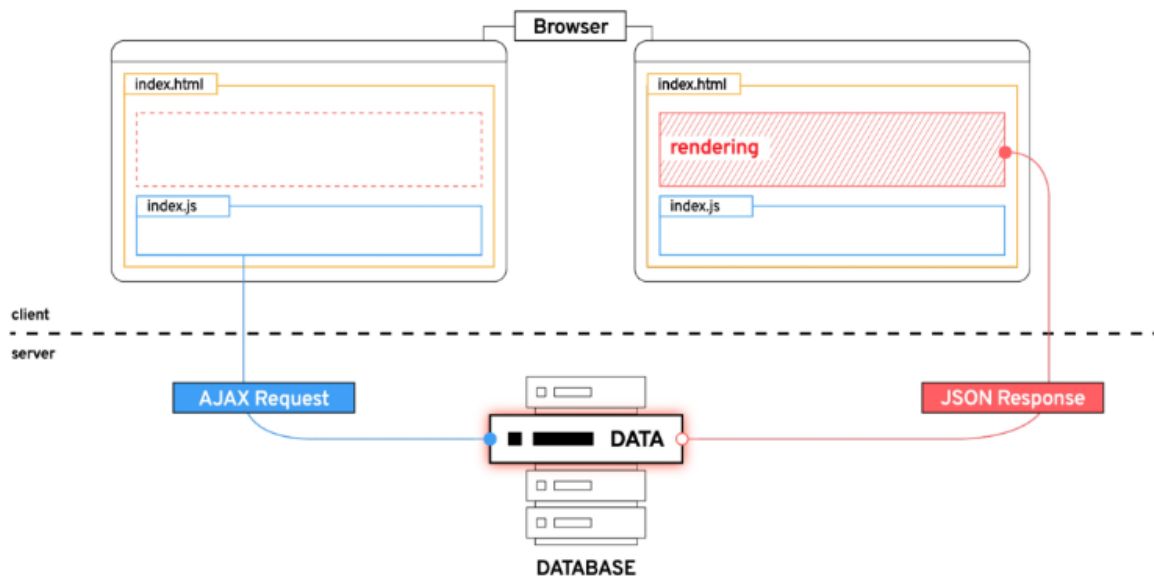 Browser
index.html
index.html
rendering
index.js
index.js
client
server
AJAX Request
JSON Response
DATA
DATABASE